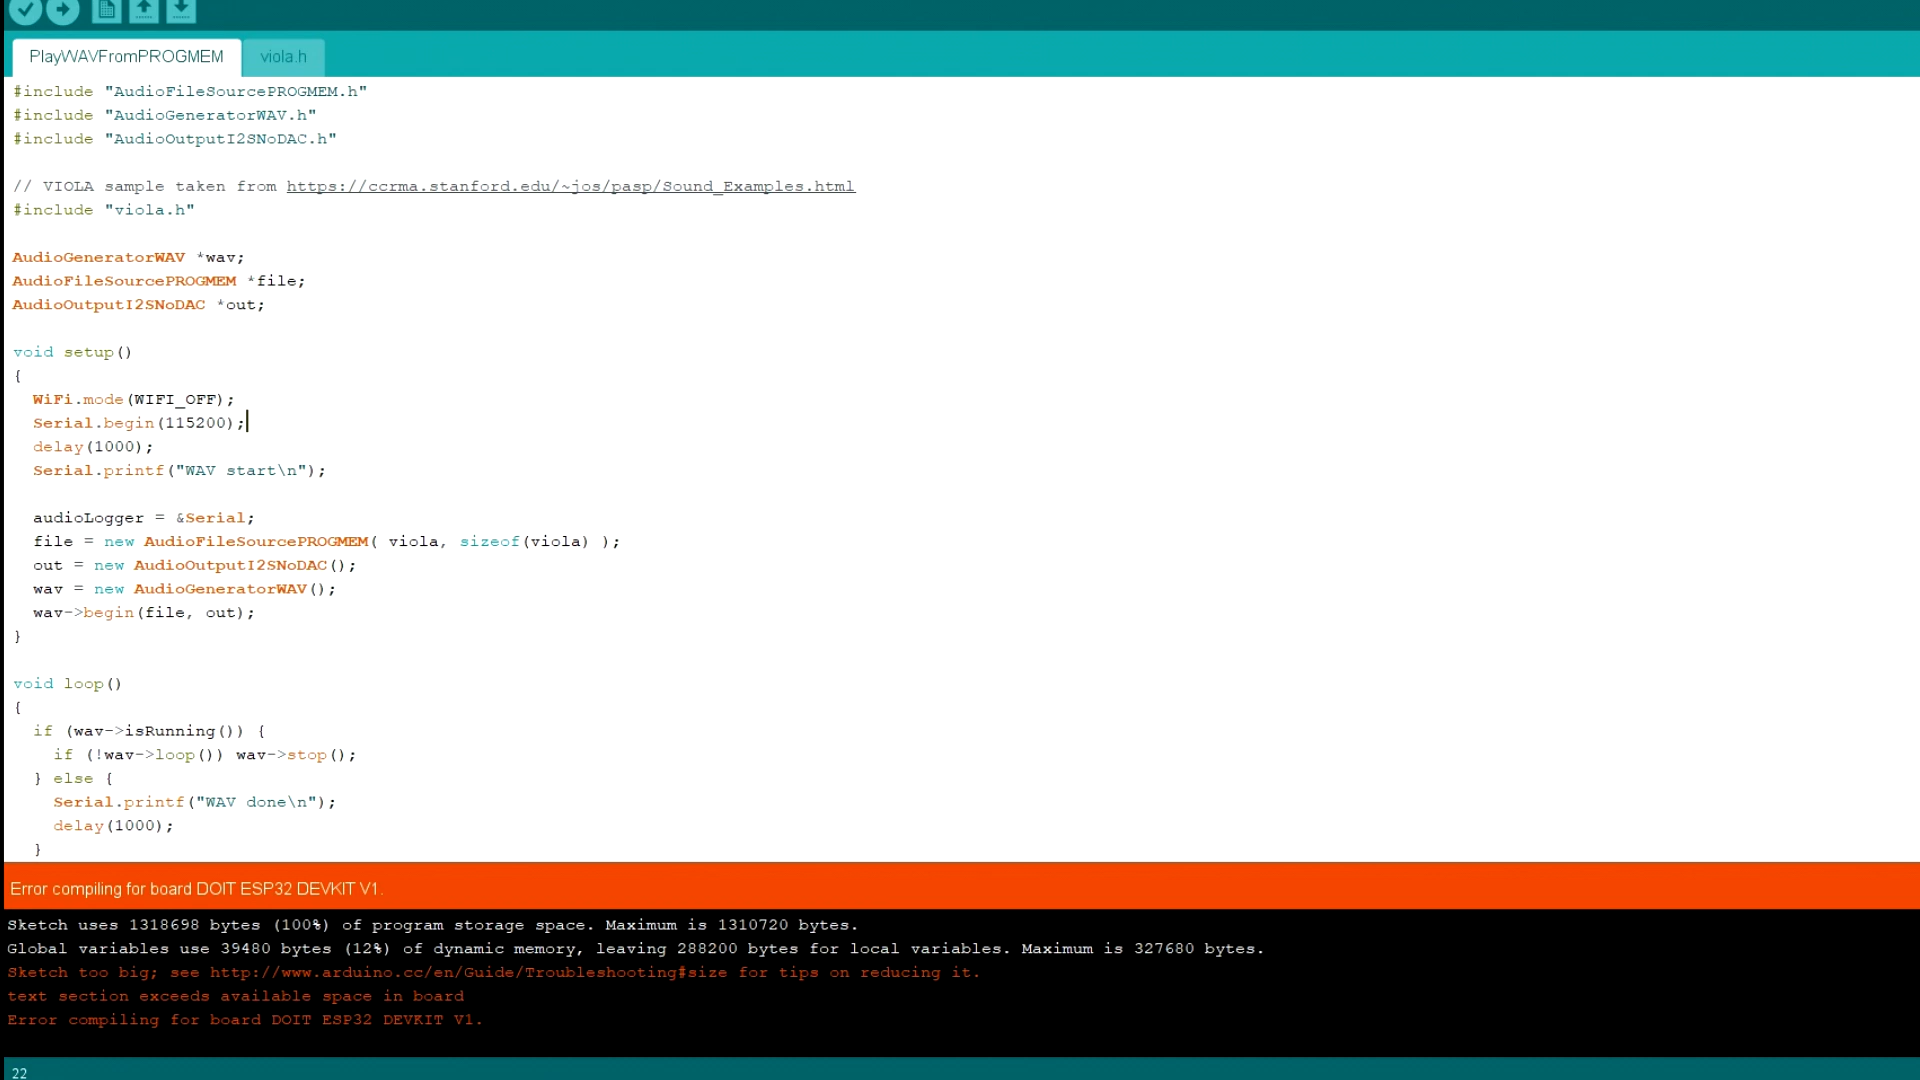 PlayWAVFromPROGMEM viola.h
#include "AudioFileSourcePROGMEM.h"
#include "AudioGeneratorWAV.h"
#include "AudioOutputI2SNoDAC.h"
// VIOLA sample taken from https://ccrma.stanford.edu/~jos/pasp/Sound_Examples.html
#include "viola.h"
AudioGeneratorWAV *wav;
AudioFileSourcePROGMEM *file;
AudioOutputI2SNoDAC *out;
void setup()
{
WiFi.mode(WIFI_OFF);
Serial.begin(115200);
delay(1000);
Serial.printf("WAV start\n");
audioLogger = &Serial;
file = new AudioFileSourcePROGMEM( viola, sizeof(viola) );
out = new AudioOutputI2SNoDAC();
wav = new AudioGeneratorWAV();
wav->begin(file, out);
}
void loop()
{
if (wav->isRunning()) {
if (!wav->loop()) wav->stop();
} else {
Serial.printf("WAV done\n");
delay(1000);
}
Error compiling for board DOIT ESP32 DEVKIT V1.
Sketch uses 1318698 bytes (100%) of program storage space. Maximum is 1310720 bytes.
Global variables use 39480 bytes (12%) of dynamic memory, leaving 288200 bytes for local variables. Maximum is 327680 bytes.
Sketch too big; see http://www.arduino.cc/en/Guide/Troubleshooting#size for tips on reducing it.
text section exceeds available space in board
Error compiling for board DOIT ESP32 DEVKIT V1.
22